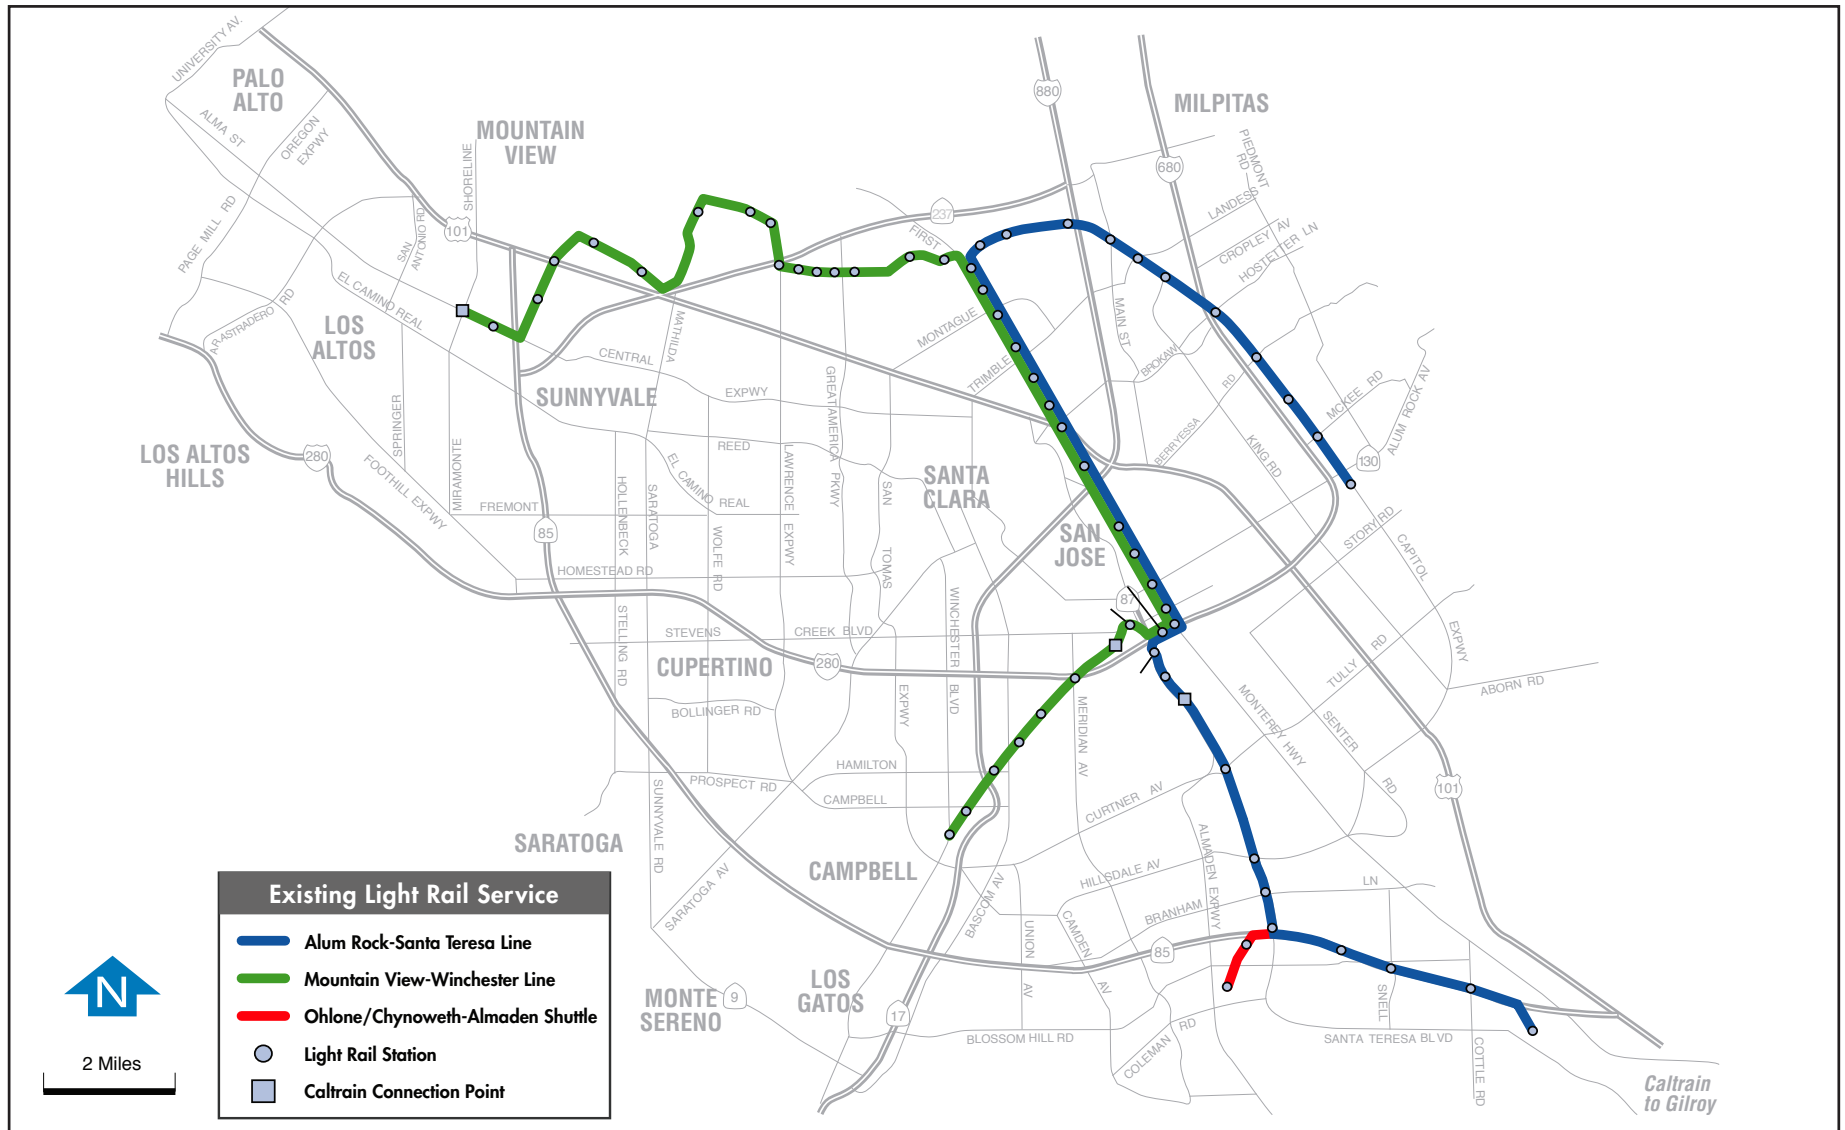 UNIVERSITY AV.
PALO
ALTO
ALMA ST
OREGON
EXPWY
MOUNTAIN
VIEW
SHORELINE
PAGE MILL RD
SAN
ANTONIO RD
101
EL CAMINO REAL
ARASTRADERO
RD
LOS
ALTOS
880
MILPITAS
680
PIEDMONT
RD
LANDESS
CROPLEY AV
HOSTETTER LN
237
FIRST
MONTAGUE
TRIMBLE
MAIN ST
BROKAW
RD
BERRYESSA
MCKEE RD
ALUM ROCK AV
KING RD
130
MATHILDA
CENTRAL
EXPWY
SUNNYVALE
GREATAMERICA PKWY
REED
LAWRENCE EXPWY
EL CAMINO REAL
SPRINGER
MIRAMONTE
LOS ALTOS
HILLS
280
FOOTHILL EXPWY
FREMONT
85
HOLLENBECK
SARATOGA
WOLFE RD
SAN
TOMAS
SANTA
CLARA
SAN
JOSE
STORY RD
CAPITOL
EXPWY
HOMESTEAD RD
STELLING RD
STEVENS
CREEK BLVD
WINCHESTER
BLVD
87
CUPERTINO
280
EXPWY
BOLLINGER RD
MERIDIAN AV
MONTEREY HWY
TULLY RD
SENTER
RD
ABORN RD
HAMILTON
PROSPECT RD
CAMPBELL
CURTNER AV
101
SARATOGA
SUNNYVALE RD
SARATOGA AV
CAMPBELL
HILLSDALE AV
ALMADEN EXPWY
LN
BRANHAM
BASCOM AV
UNION
AV
CAMDEN
AV
85
LOS
GATOS
MONTE
SERENO
9
17
BLOSSOM HILL RD
COLEMAN
RD
SNELL
SANTA TERESA BLVD
COTTLE RD
Caltrain
to Gilroy
Existing Light Rail Service
Alum Rock-Santa Teresa Line
Mountain View-Winchester Line
Ohlone/Chynoweth-Almaden Shuttle
Light Rail Station
Caltrain Connection Point
N
2 Miles